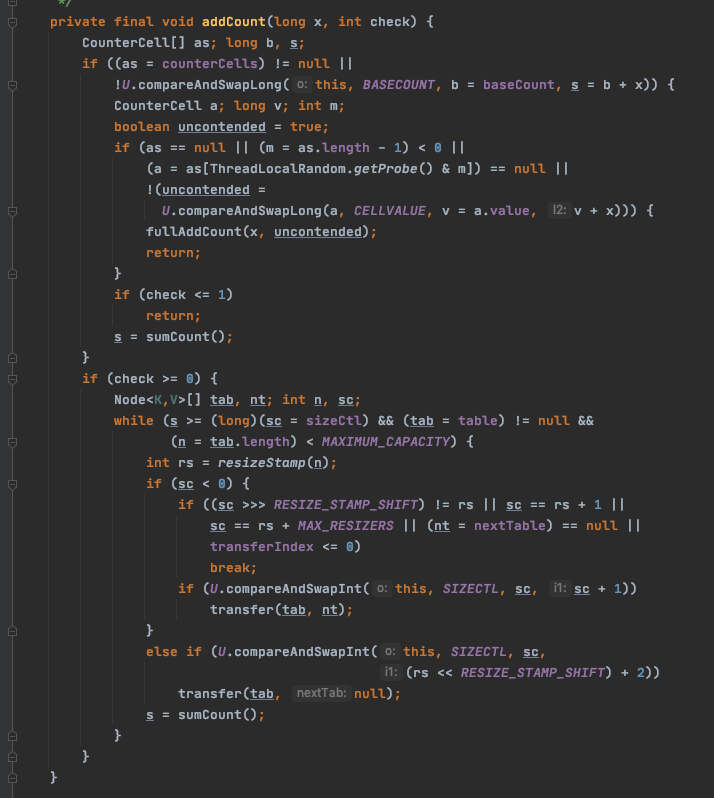 */
private final void addCount(long x, int check) {
    CounterCell[] as; long b, s;
    if ((as = counterCells) != null ||
        !U.compareAndSwapLong( o: this, BASECOUNT, b = baseCount, s = b + x)) {
        CounterCell a; long v; int m;
        boolean uncontended = true;
        if (as == null || (m = as.length - 1) < 0 ||
            (a = as[ThreadLocalRandom.getProbe() & m]) == null ||
            !(uncontended =
              U.compareAndSwapLong(a, CELLVALUE, v = a.value, l2: v + x))) {
            fullAddCount(x, uncontended);
            return;
        }
        if (check <= 1)
            return;
        s = sumCount();
    }
    if (check >= 0) {
        Node<K,V>[] tab, nt; int n, sc;
        while (s >= (long)(sc = sizeCtl) && (tab = table) != null &&
               (n = tab.length) < MAXIMUM_CAPACITY) {
            int rs = resizeStamp(n);
            if (sc < 0) {
                if ((sc >>> RESIZE_STAMP_SHIFT) != rs || sc == rs + 1 ||
                    sc == rs + MAX_RESIZERS || (nt = nextTable) == null ||
                    transferIndex <= 0)
                    break;
                if (U.compareAndSwapInt( o: this, SIZECTL, sc, i1: sc + 1))
                    transfer(tab, nt);
            }
            else if (U.compareAndSwapInt( o: this, SIZECTL, sc,
                                         i1: (rs << RESIZE_STAMP_SHIFT) + 2))
                transfer(tab, nextTab: null);
            s = sumCount();
        }
    }
}